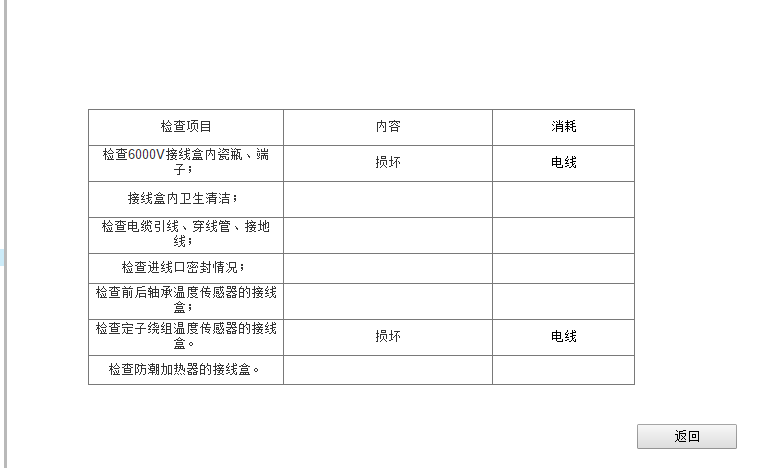 检查项目 内容 消耗
检查6000V接线盒内瓷瓶、端
子；
损坏 电线
接线盒内卫生清洁；
检查电缆引线、穿线管、接地
线；
检查进线口密封情况；
检查前后轴承温度传感器的接线
盒；
检查定子绕组温度传感器的接线
盒。
损坏 电线
检查防潮加热器的接线盒。
返回